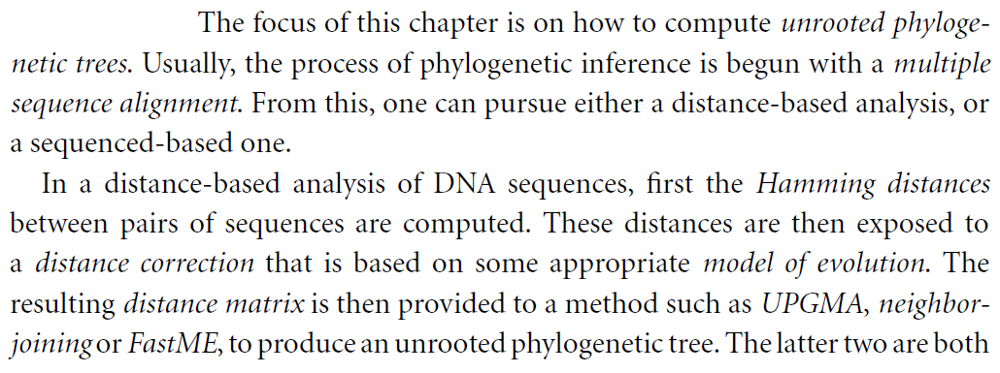 The focus of this chapter is on how to compute unrooted phyloge-
netic trees. Usually, the process of phylogenetic inference is begun with a multiple
sequence alignment. From this, one can pursue either a distance-based analysis, or
a sequenced-based one.
In a distance-based analysis of DNA sequences, first the Hamming distances
between pairs of sequences are computed. These distances are then exposed to
a distance correction that is based on some appropriate model of evolution. The
resulting distance matrix is then provided to a method such as UPGMA, neighbor-
joining or FastME, to produce an unrooted phylogenetic tree. The latter two are both